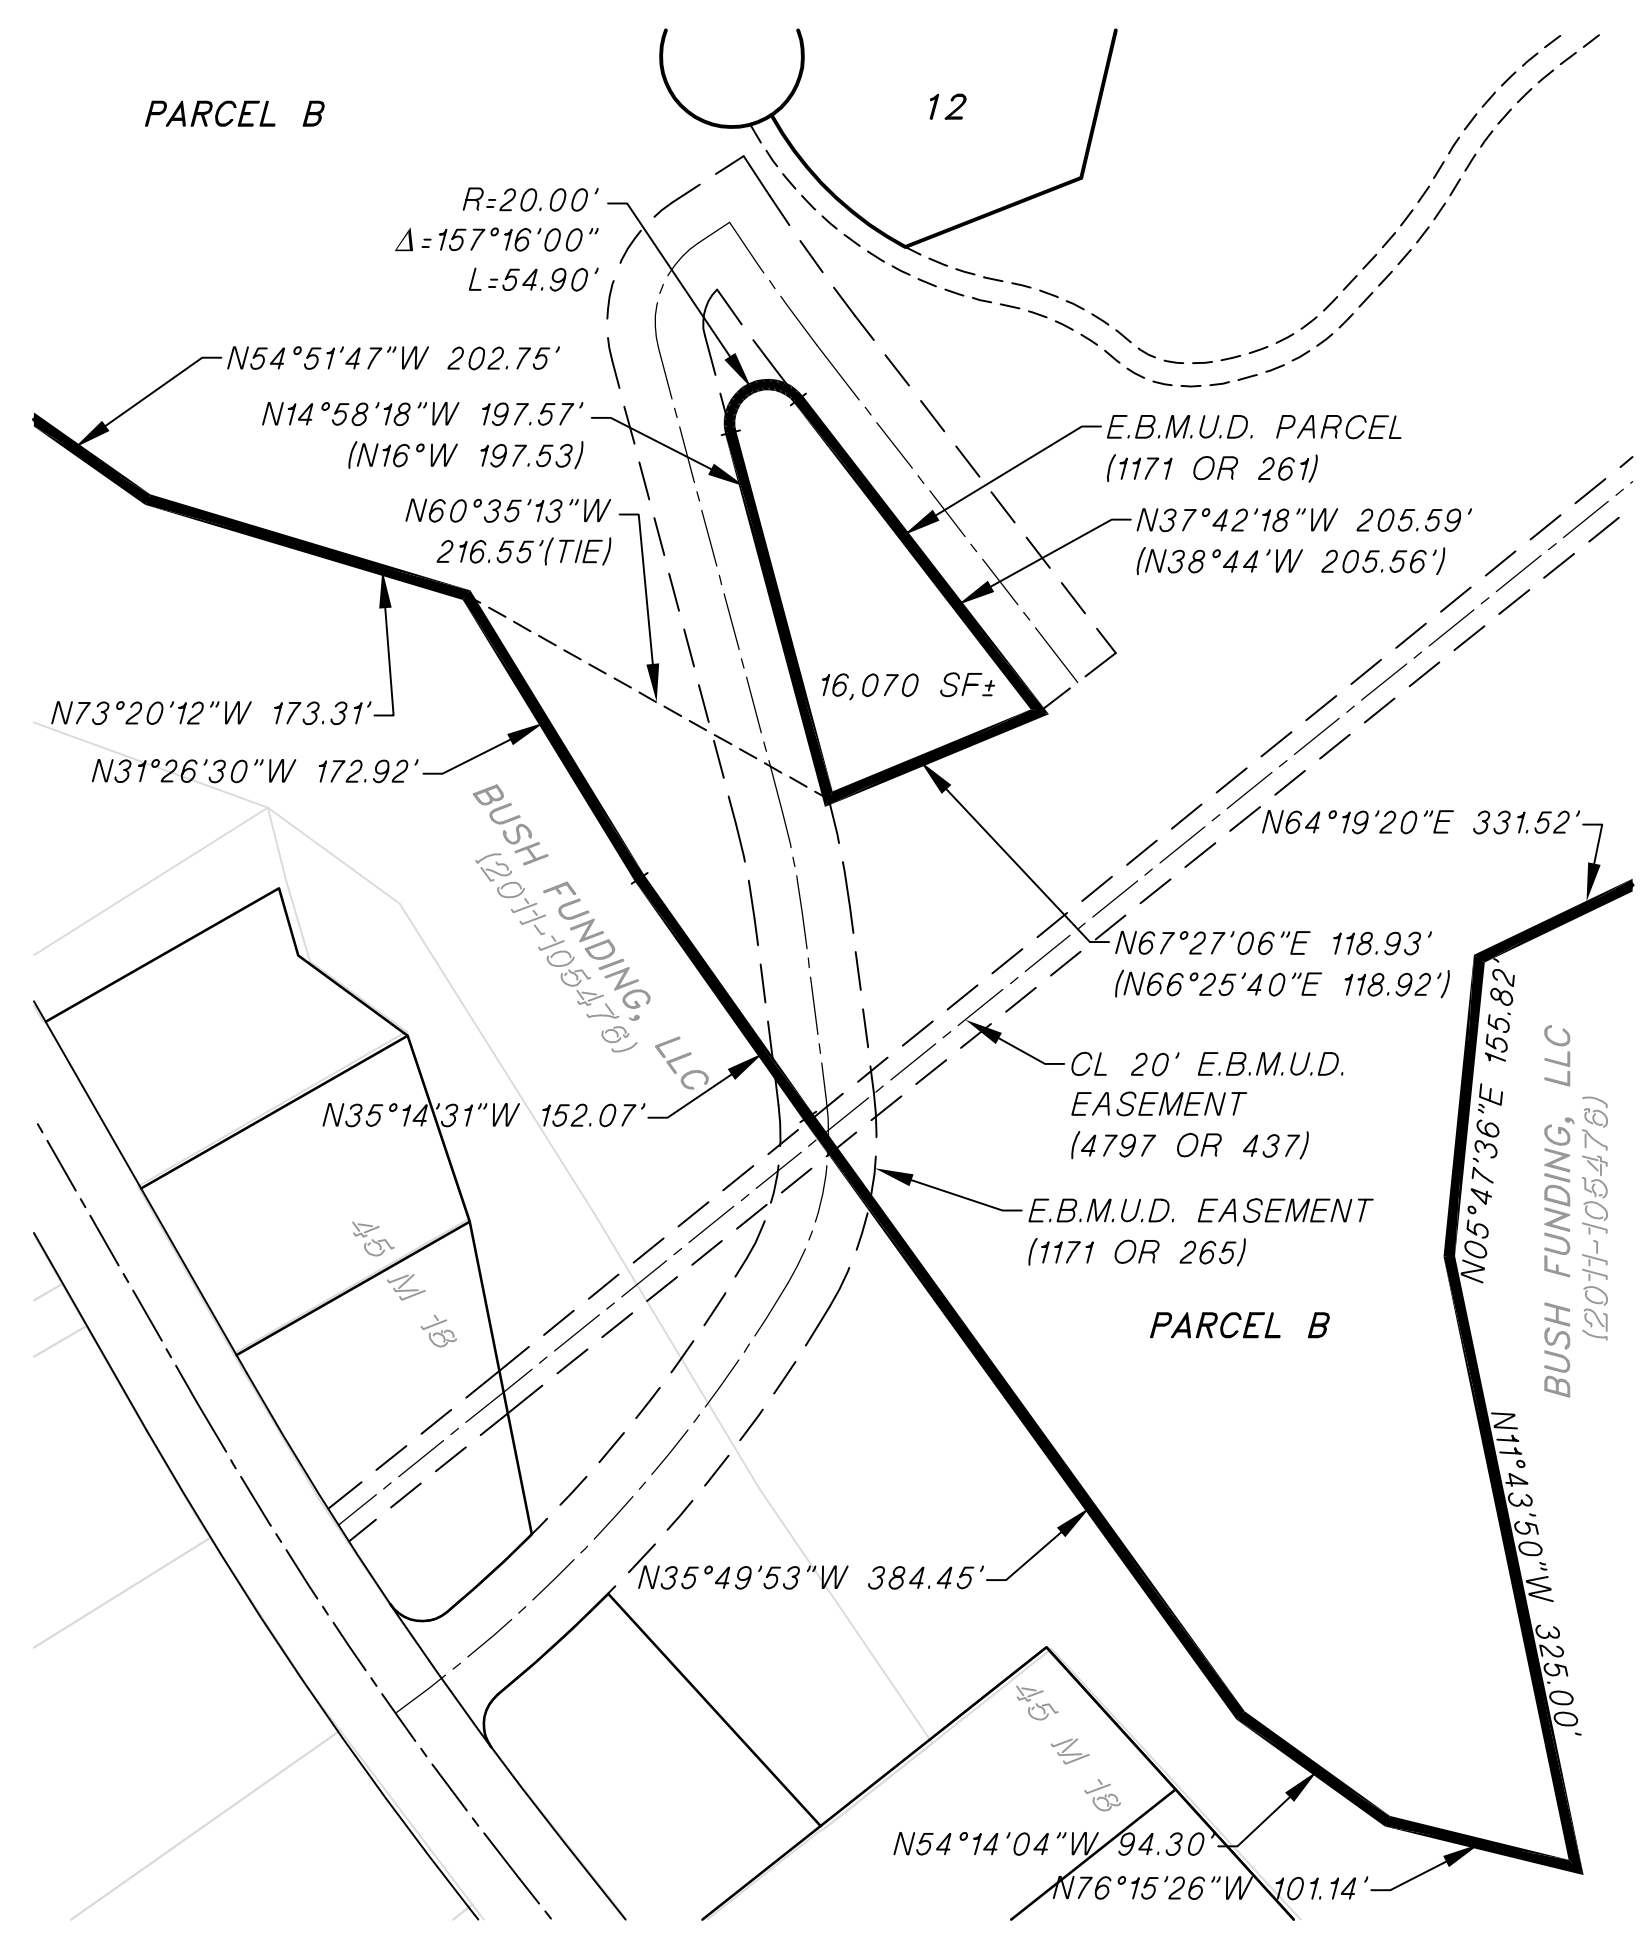 PARCEL B
12
R=20.00'
Δ=157°16'00"
L=54.90'
N54°51'47"W 202.75'
N14°58'18"W 197.57'
(N16°W 197.53)
N60°35'13"W
216.55'(TIE)
E.B.M.U.D. PARCEL
(1171 OR 261)
N37°42'18"W 205.59'
(N38°44'W 205.56')
16,070 SF±
N73°20'12"W 173.31'
N31°26'30"W 172.92'
BUSH FUNDING, LLC
(2011-105476)
N64°19'20"E 331.52'
N67°27'06"E 118.93'
(N66°25'40"E 118.92')
N35°14'31"W 152.07'
CL 20' E.B.M.U.D.
EASEMENT
(4797 OR 437)
N05°47'36"E 155.82'
BUSH FUNDING, LLC
(2011-105476)
E.B.M.U.D. EASEMENT
(1171 OR 265)
45 M 18
PARCEL B
N11°43'50"W 325.00'
N35°49'53"W 384.45'
45 M 18
N54°14'04"W 94.30'
N76°15'26"W 101.14'